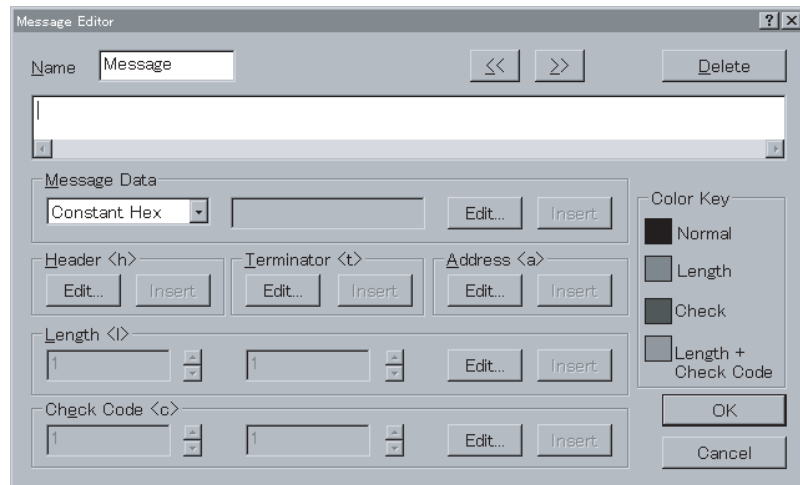 Message Editor
Name Message << >> Delete
Message Data
Constant Hex Edit... Insert
Color Key
Normal
Length
Check
Length +
Check Code
Header <h> Terminator <t> Address <a>
Edit... Insert Edit... Insert Edit... Insert
Length <l>
1 1 Edit... Insert
Check Code <c>
1 1 Edit... Insert
OK
Cancel